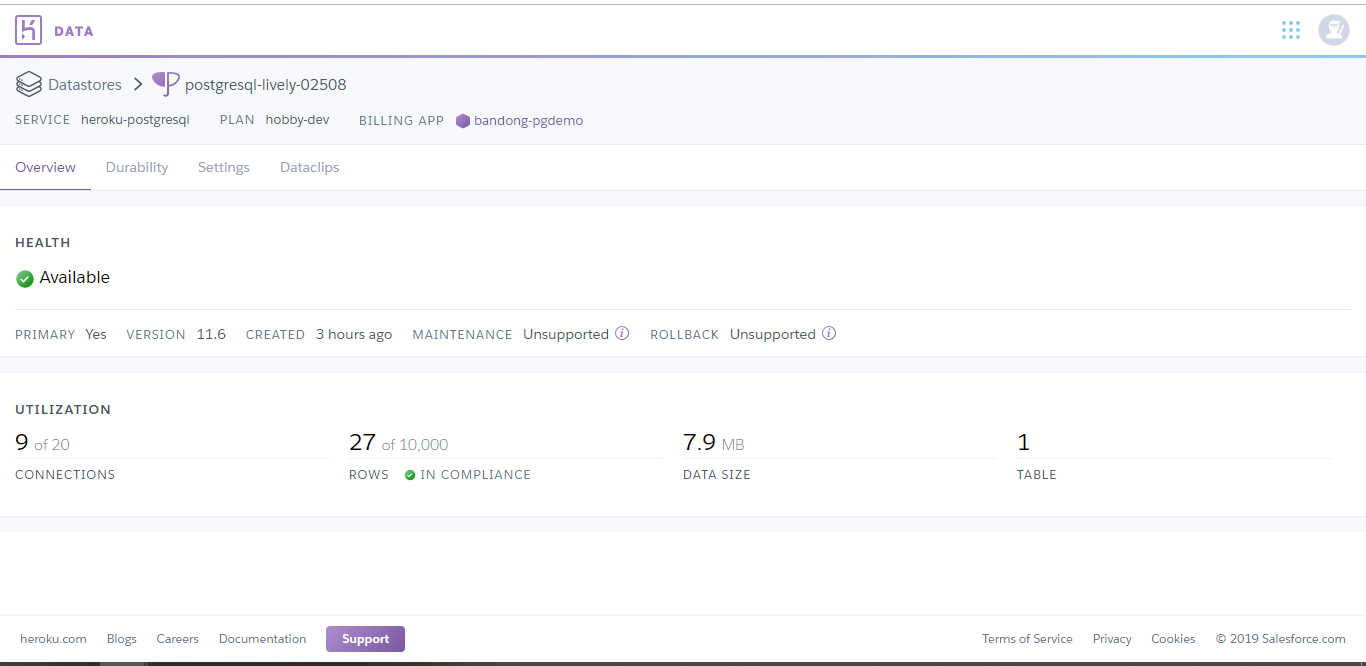 DATA
Datastores postgresql-lively-02508
SERVICE heroku-postgresql PLAN hobby-dev BILLING APP bandong-pgdemo
Overview Durability Settings Dataclips
HEALTH
Available
PRIMARY Yes VERSION 11.6 CREATED 3 hours ago MAINTENANCE Unsupported ROLLBACK Unsupported
UTILIZATION
9 of 20 27 of 10,000 7.9 MB 1
CONNECTIONS ROWS IN COMPLIANCE DATA SIZE TABLE
heroku.com Blogs Careers Documentation Support Terms of Service Privacy Cookies © 2019 Salesforce.com